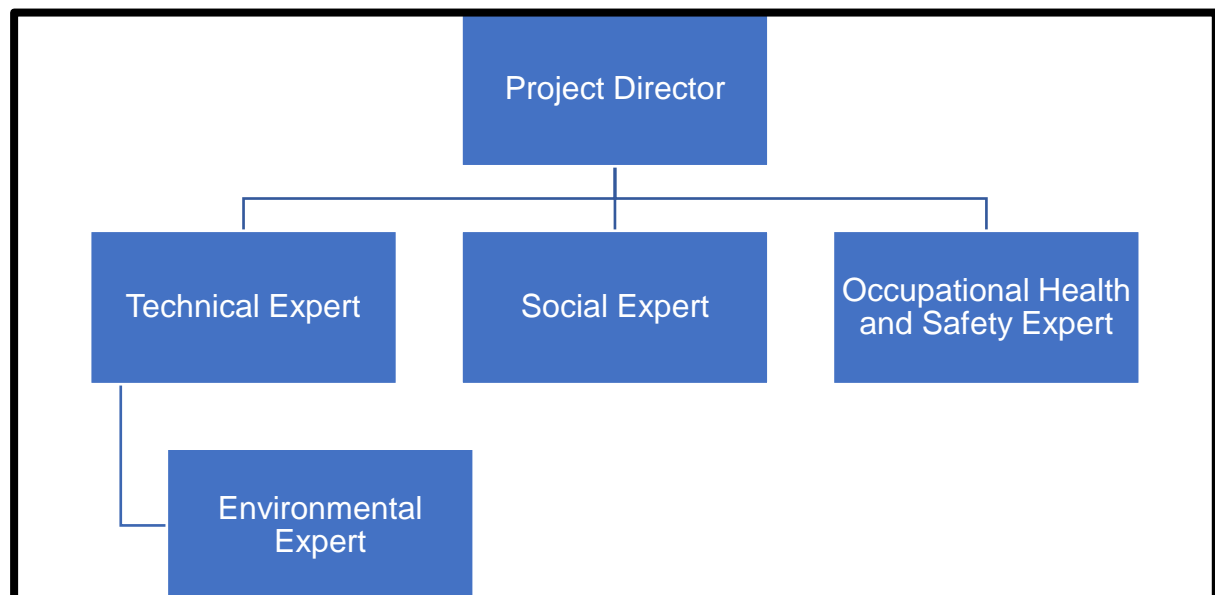 Project Director
Technical Expert
Social Expert
Occupational Health
and Safety Expert
Environmental
Expert